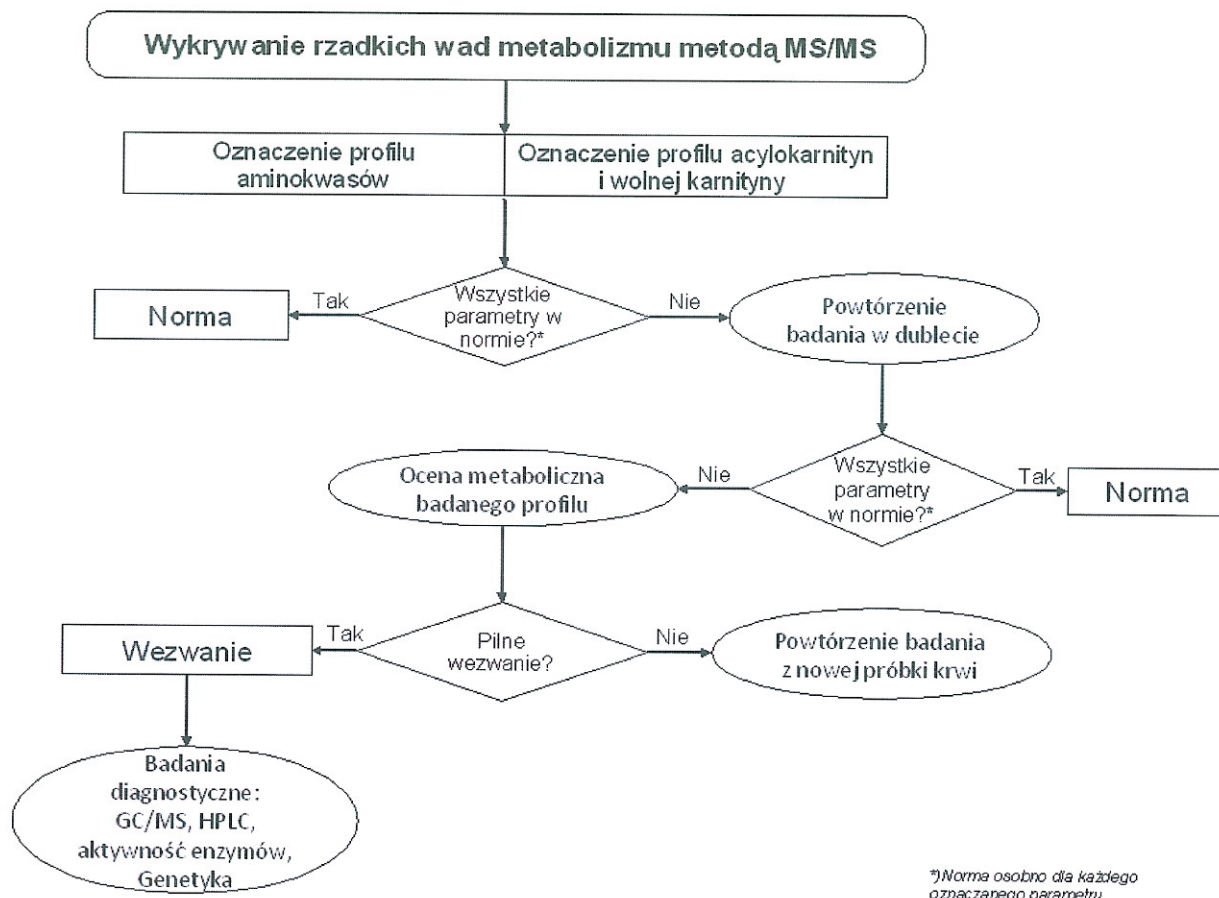 Wykrywanie rzadkich wad metabolizmu metodą MS/MS
Oznaczenie profilu
aminokwasów
Oznaczenie profilu acylokarnityn
i wolnej karnityny
Norma
Tak
Wszystkie
parametry w
normie?*
Nie
Powtórzenie
badania w dublecie
Ocena metaboliczna
badanego profilu
Nie
Wszystkie
parametry
w normie?*
Tak
Norma
Wezwanie
Tak
Pilne
wezwanie?
Nie
Powtórzenie badania
z nowej próbki krwi
Badania
diagnostyczne:
GC/MS, HPLC,
aktywność enzymów,
Genetyka
*)Norma osobno dla każdego
oznaczanego parametru